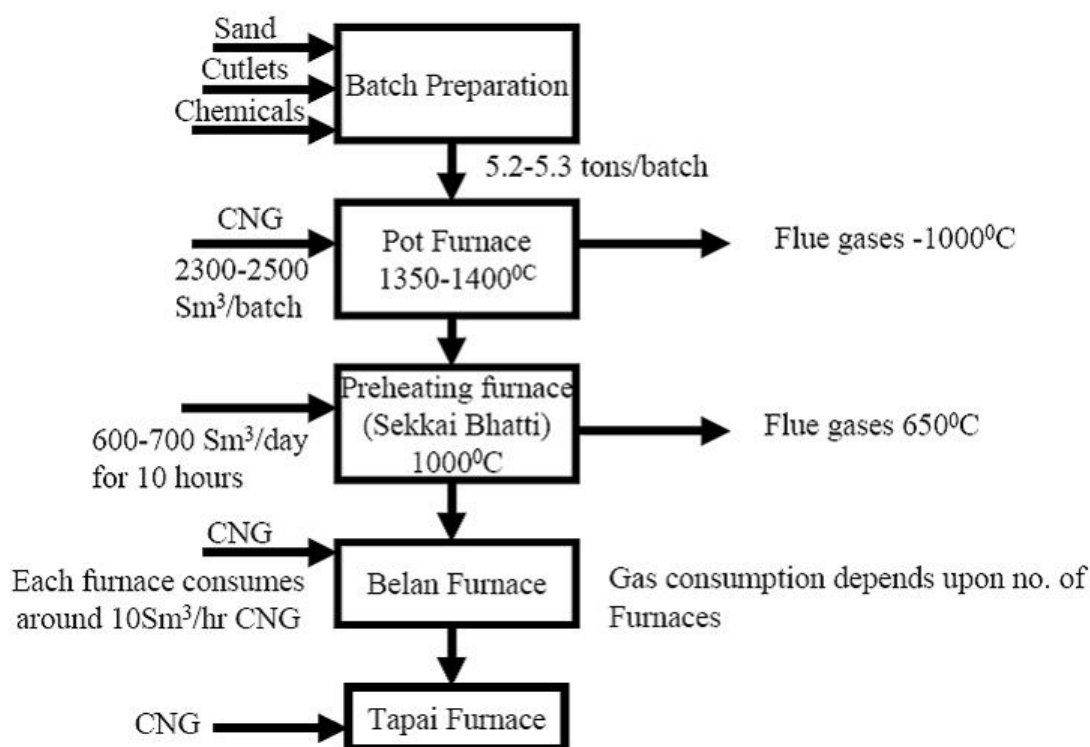 Sand
Cutlets
Chemicals
Batch Preparation
5.2-5.3 tons/batch
CNG
2300-2500
Sm³/batch
Pot Furnace
1350-1400⁰ᶜ
Flue gases -1000⁰C
600-700 Sm³/day
for 10 hours
Preheating furnace
(Sekkai Bhatti)
1000⁰C
Flue gases 650⁰C
CNG
Each furnace consumes
around 10Sm³/hr CNG
Belan Furnace
Gas consumption depends upon no. of
Furnaces
CNG
Tapai Furnace